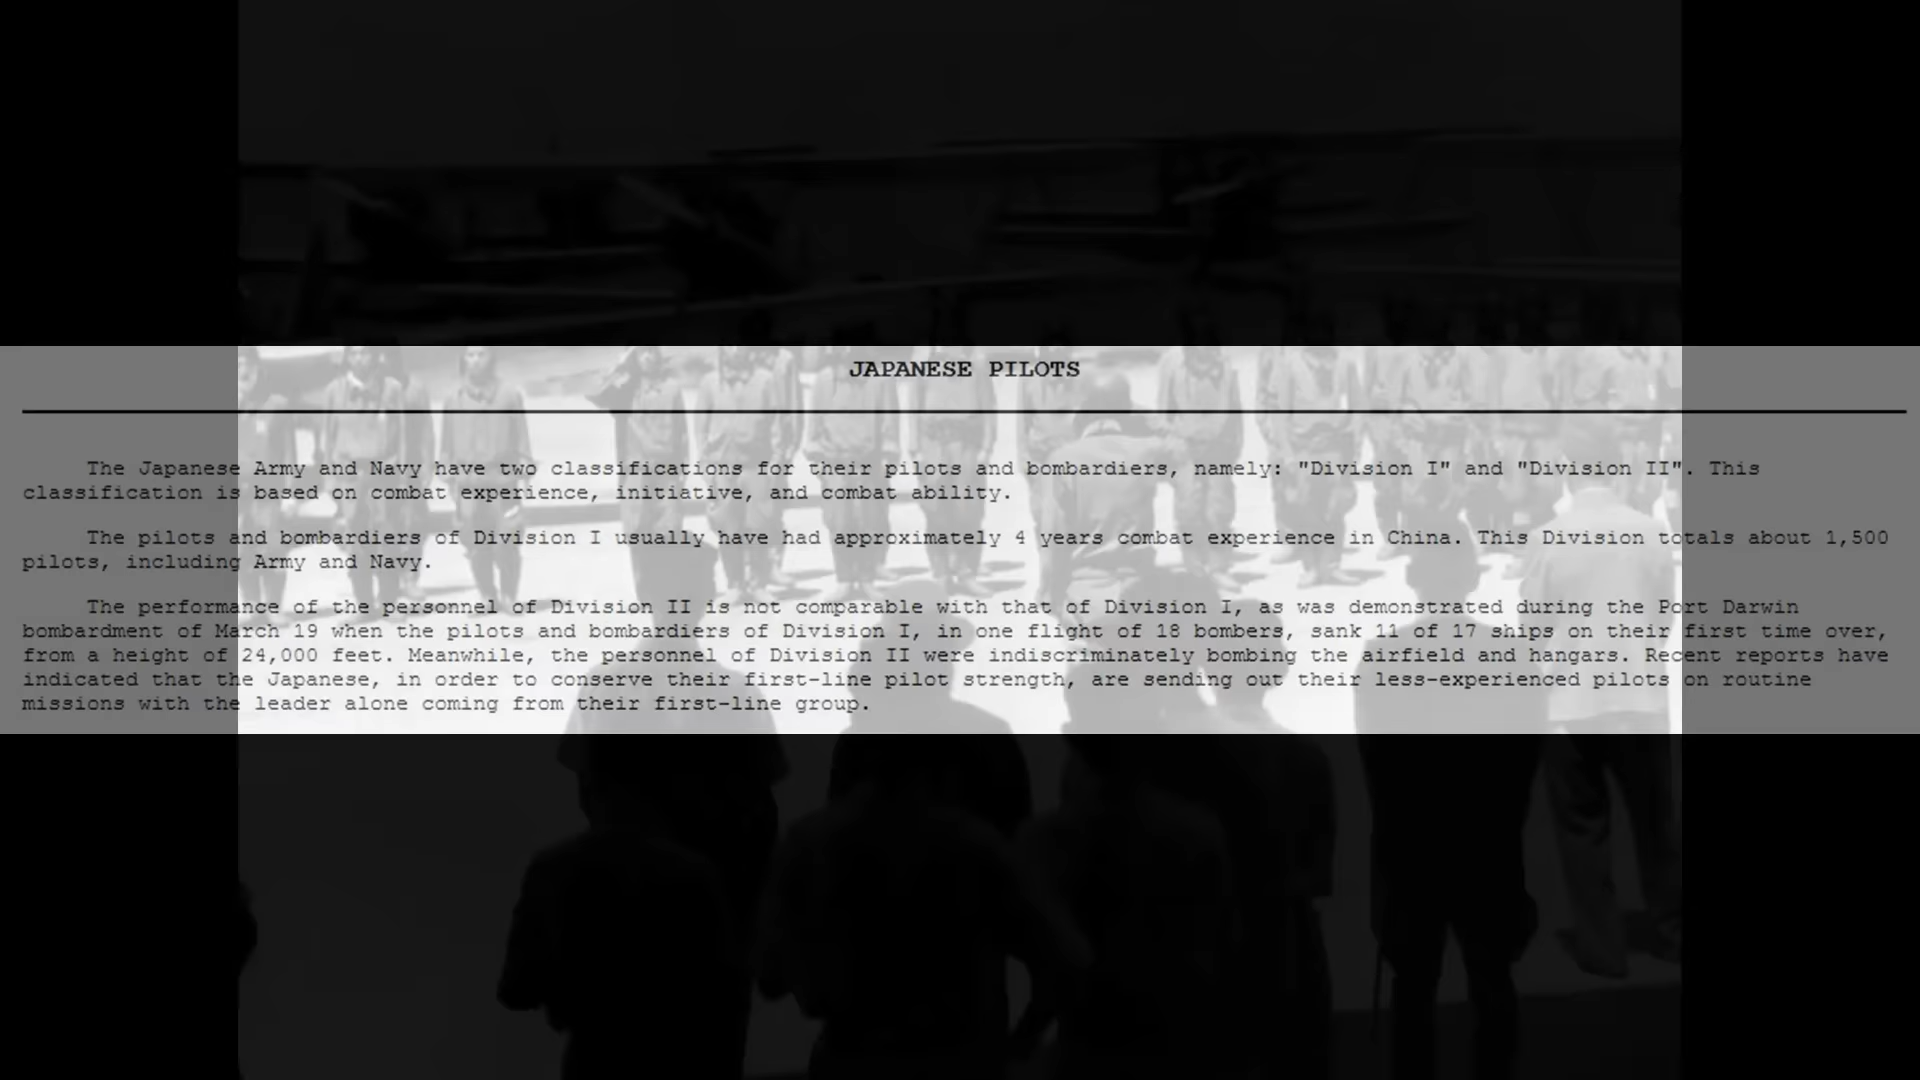 JAPANESE PILOTS
The Japanese Army and Navy have two classifications for their pilots and bombardiers, namely: "Division I" and "Division II". This
classification is based on combat experience, initiative, and combat ability.
The pilots and bombardiers of Division I usually have had approximately 4 years combat experience in China. This Division totals about 1,500
pilots, including Army and Navy.
The performance of the personnel of Division II is not comparable with that of Division I, as was demonstrated during the Port Darwin
bombardment of March 19 when the pilots and bombardiers of Division I, in one flight of 18 bombers, sank 11 of 17 ships on their first time over,
from a height of 24,000 feet. Meanwhile, the personnel of Division II were indiscriminately bombing the airfield and hangars. Recent reports have
indicated that the Japanese, in order to conserve their first-line pilot strength, are sending out their less-experienced pilots on routine
missions with the leader alone coming from their first-line group.